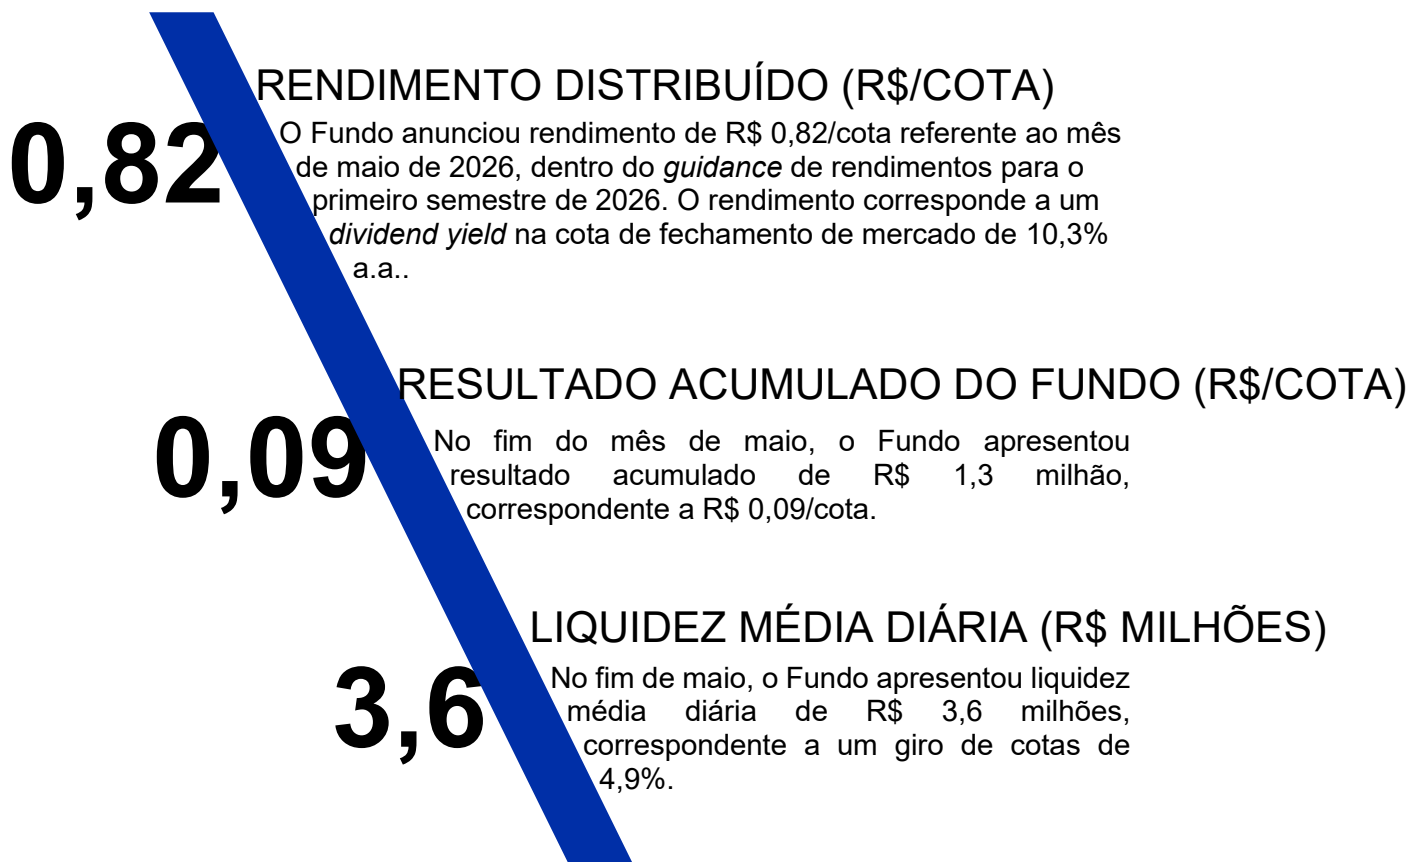 RENDIMENTO DISTRIBUÍDO (R$/COTA)
0,82
O Fundo anunciou rendimento de R$ 0,82/cota referente ao mês
de maio de 2026, dentro do guidance de rendimentos para o
primeiro semestre de 2026. O rendimento corresponde a um
dividend yield na cota de fechamento de mercado de 10,3%
a.a..
RESULTADO ACUMULADO DO FUNDO (R$/COTA)
0,09
No fim do mês de maio, o Fundo apresentou
resultado acumulado de R$ 1,3 milhão,
correspondente a R$ 0,09/cota.
LIQUIDEZ MÉDIA DIÁRIA (R$ MILHÕES)
3,6
No fim de maio, o Fundo apresentou liquidez
média diária de R$ 3,6 milhões,
correspondente a um giro de cotas de
4,9%.